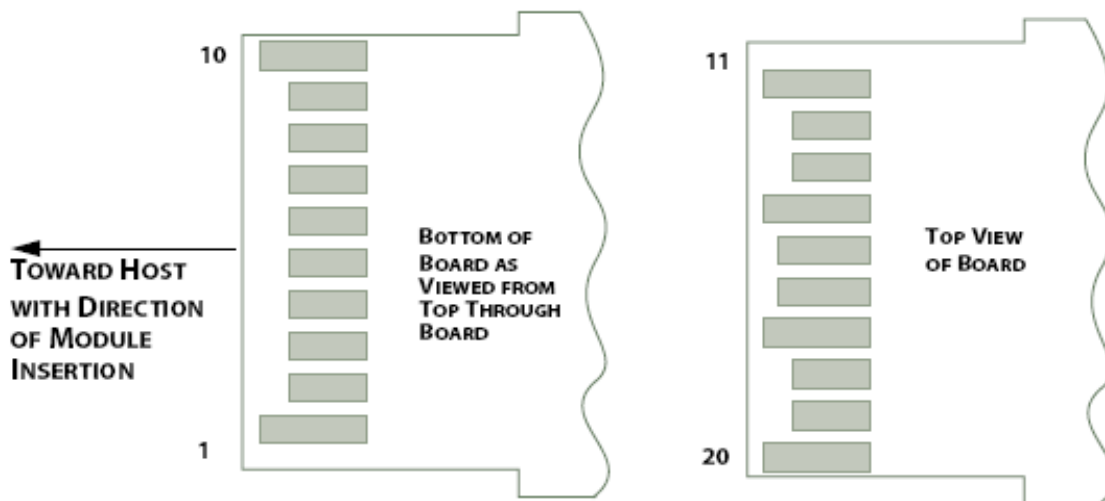 10
1
Toward Host
with Direction
of Module
Insertion
Bottom of
Board as
Viewed from
Top Through
Board
11
20
Top View
of Board